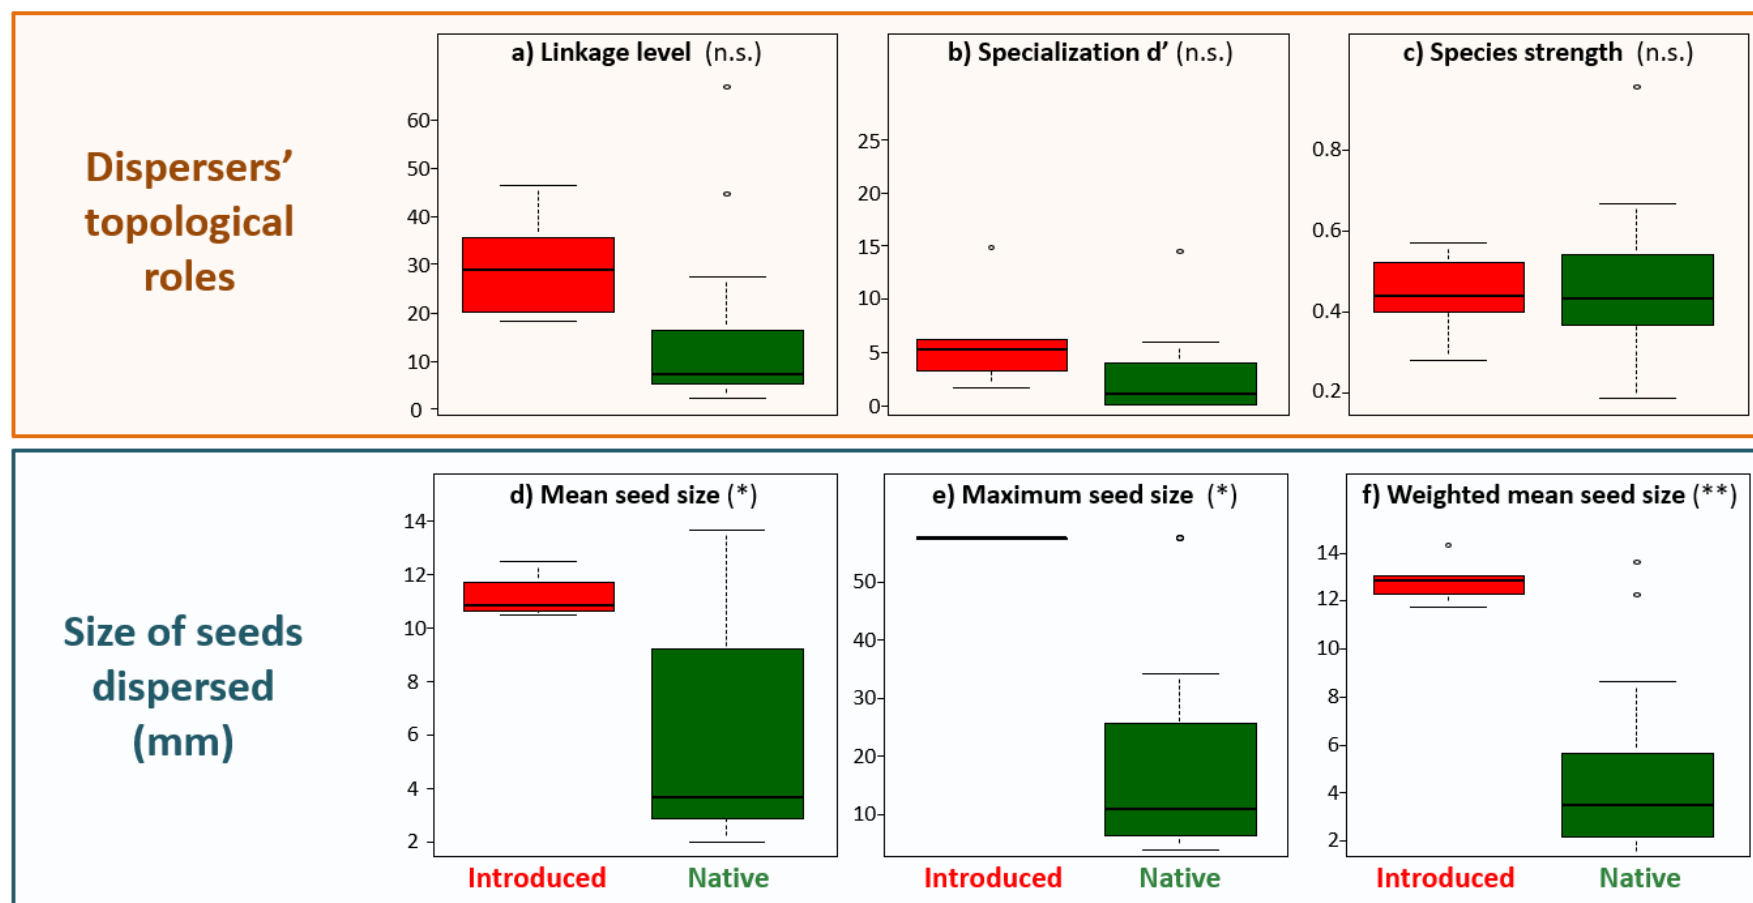 Dispersers’
topological
roles
a) Linkage level (n.s.)
60
50
40
30
20
10
0
b) Specialization d’ (n.s.)
25
20
15
10
5
0
c) Species strength (n.s.)
0.8
0.6
0.4
0.2
Size of seeds
dispersed
(mm)
d) Mean seed size (*)
14
12
10
8
6
4
2
Introduced
Native
e) Maximum seed size (*)
50
40
30
20
10
Introduced
Native
f) Weighted mean seed size (**)
14
12
10
8
6
4
2
Introduced
Native